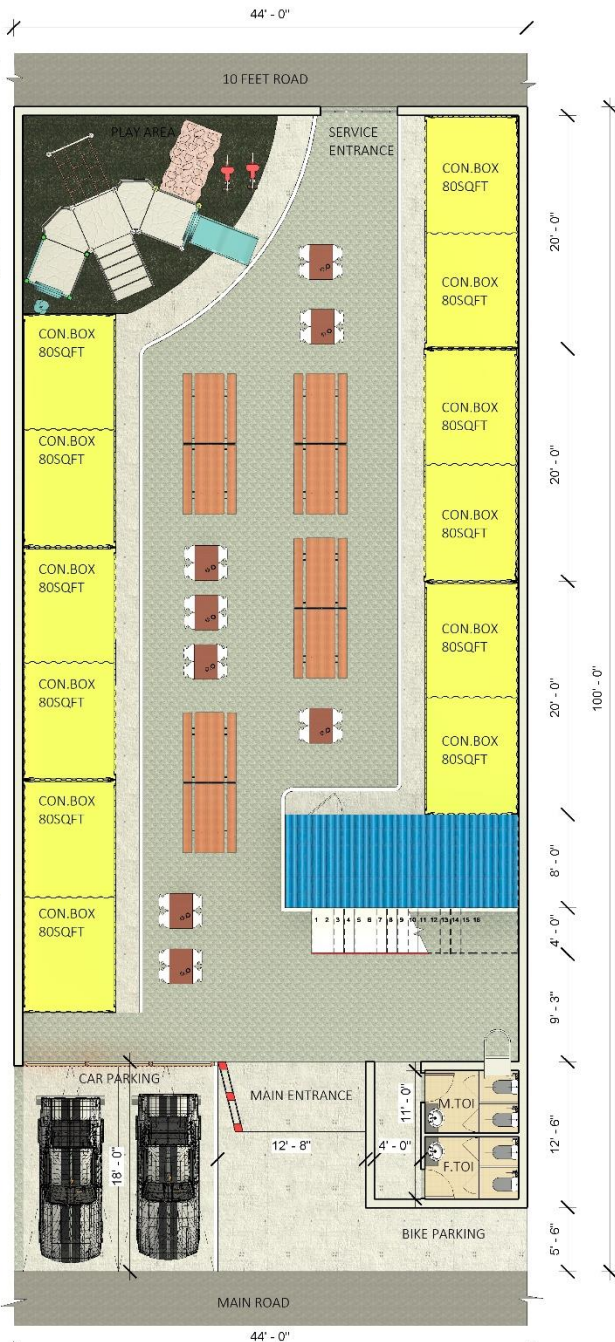 44' - 0"
10 FEET ROAD
PLAY AREA
SERVICE
ENTRANCE
CON.BOX
80SQFT
CON.BOX
80SQFT
20' - 0"
CON.BOX
80SQFT
CON.BOX
80SQFT
CON.BOX
80SQFT
CON.BOX
80SQFT
20' - 0"
CON.BOX
80SQFT
CON.BOX
80SQFT
CON.BOX
80SQFT
CON.BOX
80SQFT
20' - 0"
100' - 0"
CON.BOX
80SQFT
CON.BOX
80SQFT
8' - 0"
1 2 3 4 5 6 7 8 9 10 11 12 13 14 15 16
4' - 0"
9' - 3"
CAR PARKING
MAIN ENTRANCE
11' - 0"
M.TOI
12' - 6"
18' - 0"
12' - 8"
4' - 0"
F.TOI
BIKE PARKING
5' - 6"
MAIN ROAD
44' - 0"